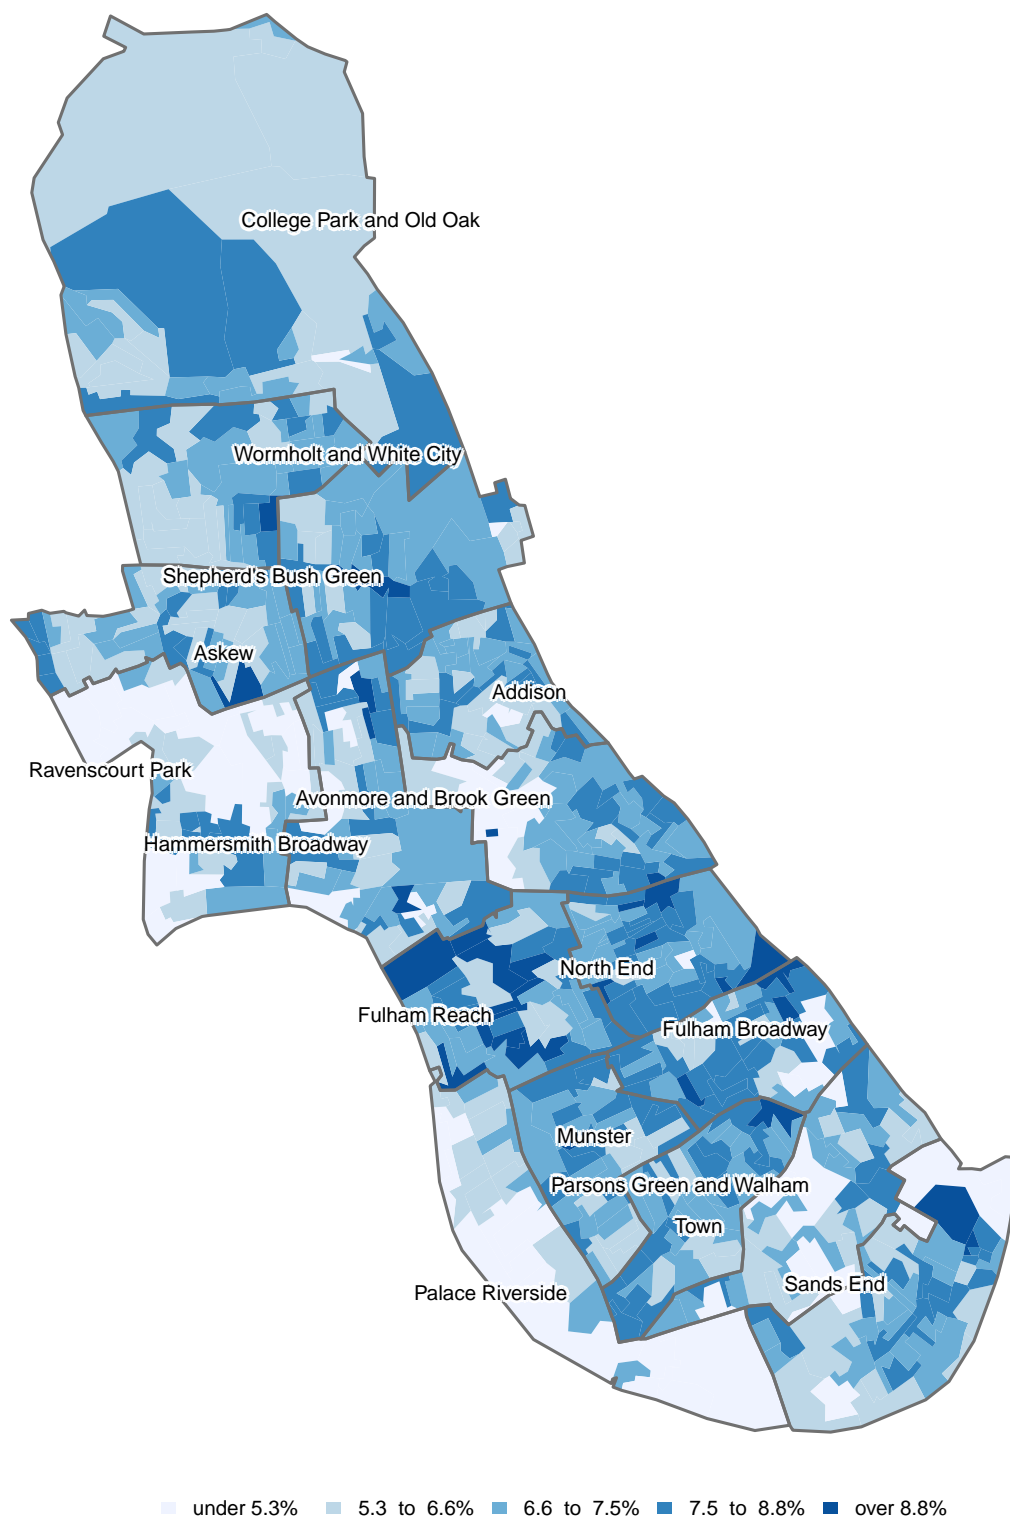 College Park and Old Oak
Wormholt and White City
Shepherd's Bush Green
Askew
Addison
Ravenscourt Park
Avonmore and Brook Green
Hammersmith Broadway
North End
Fulham Reach
Fulham Broadway
Munster
Parsons Green and Walham
Town
Sands End
Palace Riverside
under 5.3% 5.3 to 6.6% 6.6 to 7.5% 7.5 to 8.8% over 8.8%